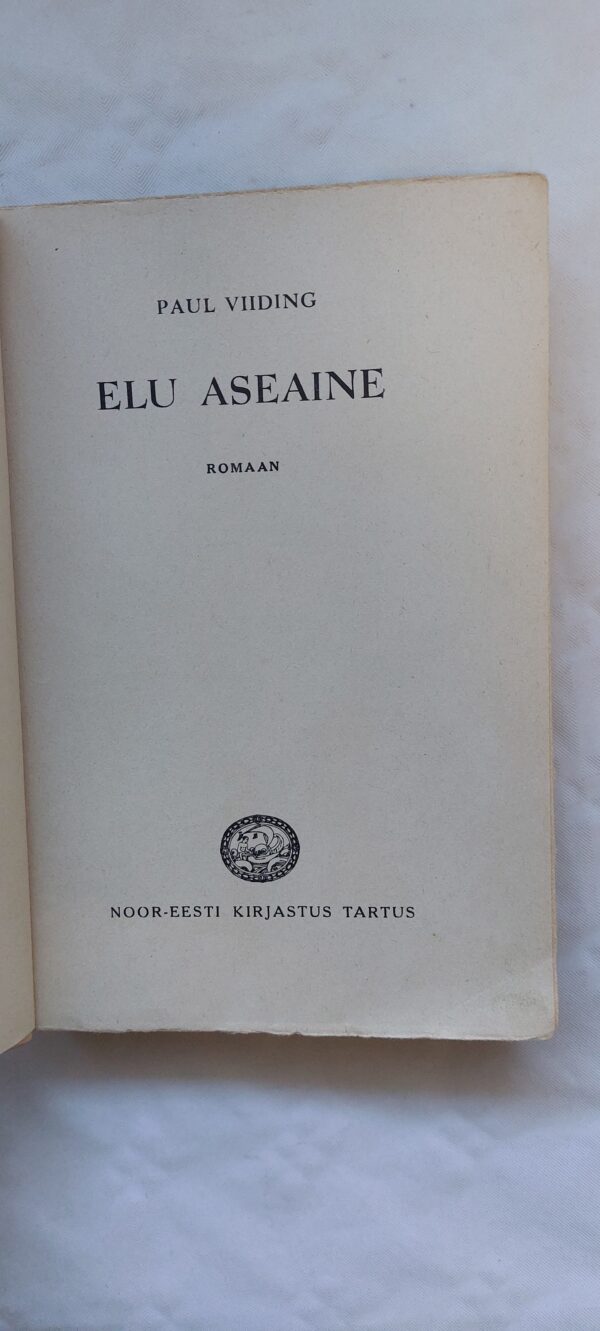 PAUL VIIDING
ELU ASEAINE
ROMAAN
NOOR-EESTI KIRJASTUS TARTUS